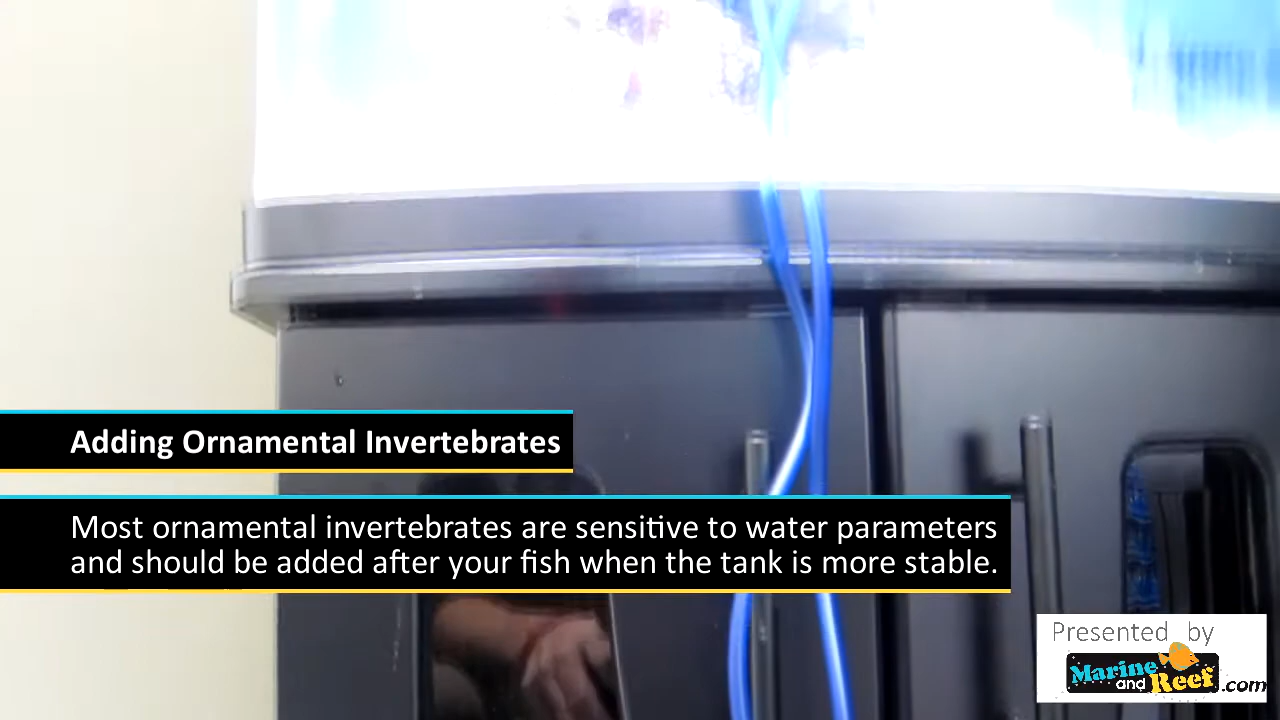 Adding Ornamental Invertebrates
Most ornamental invertebrates are sensitive to water parameters
and should be added after your fish when the tank is more stable.
Presented by
Marine
and Reef .com